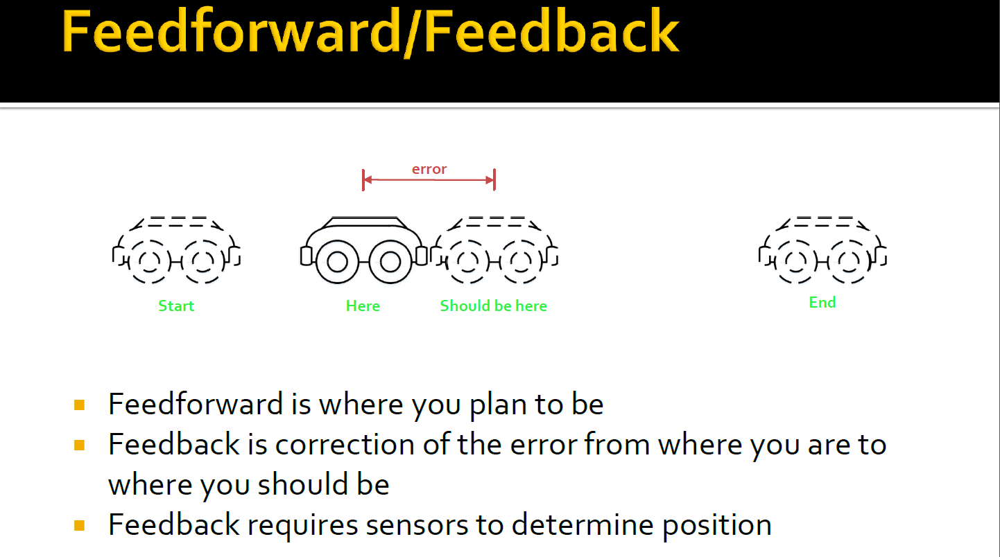 Feedforward/Feedback
error
Start
Here
Should be here
End
Feedforward is where you plan to be
Feedback is correction of the error from where you are to
where you should be
Feedback requires sensors to determine position